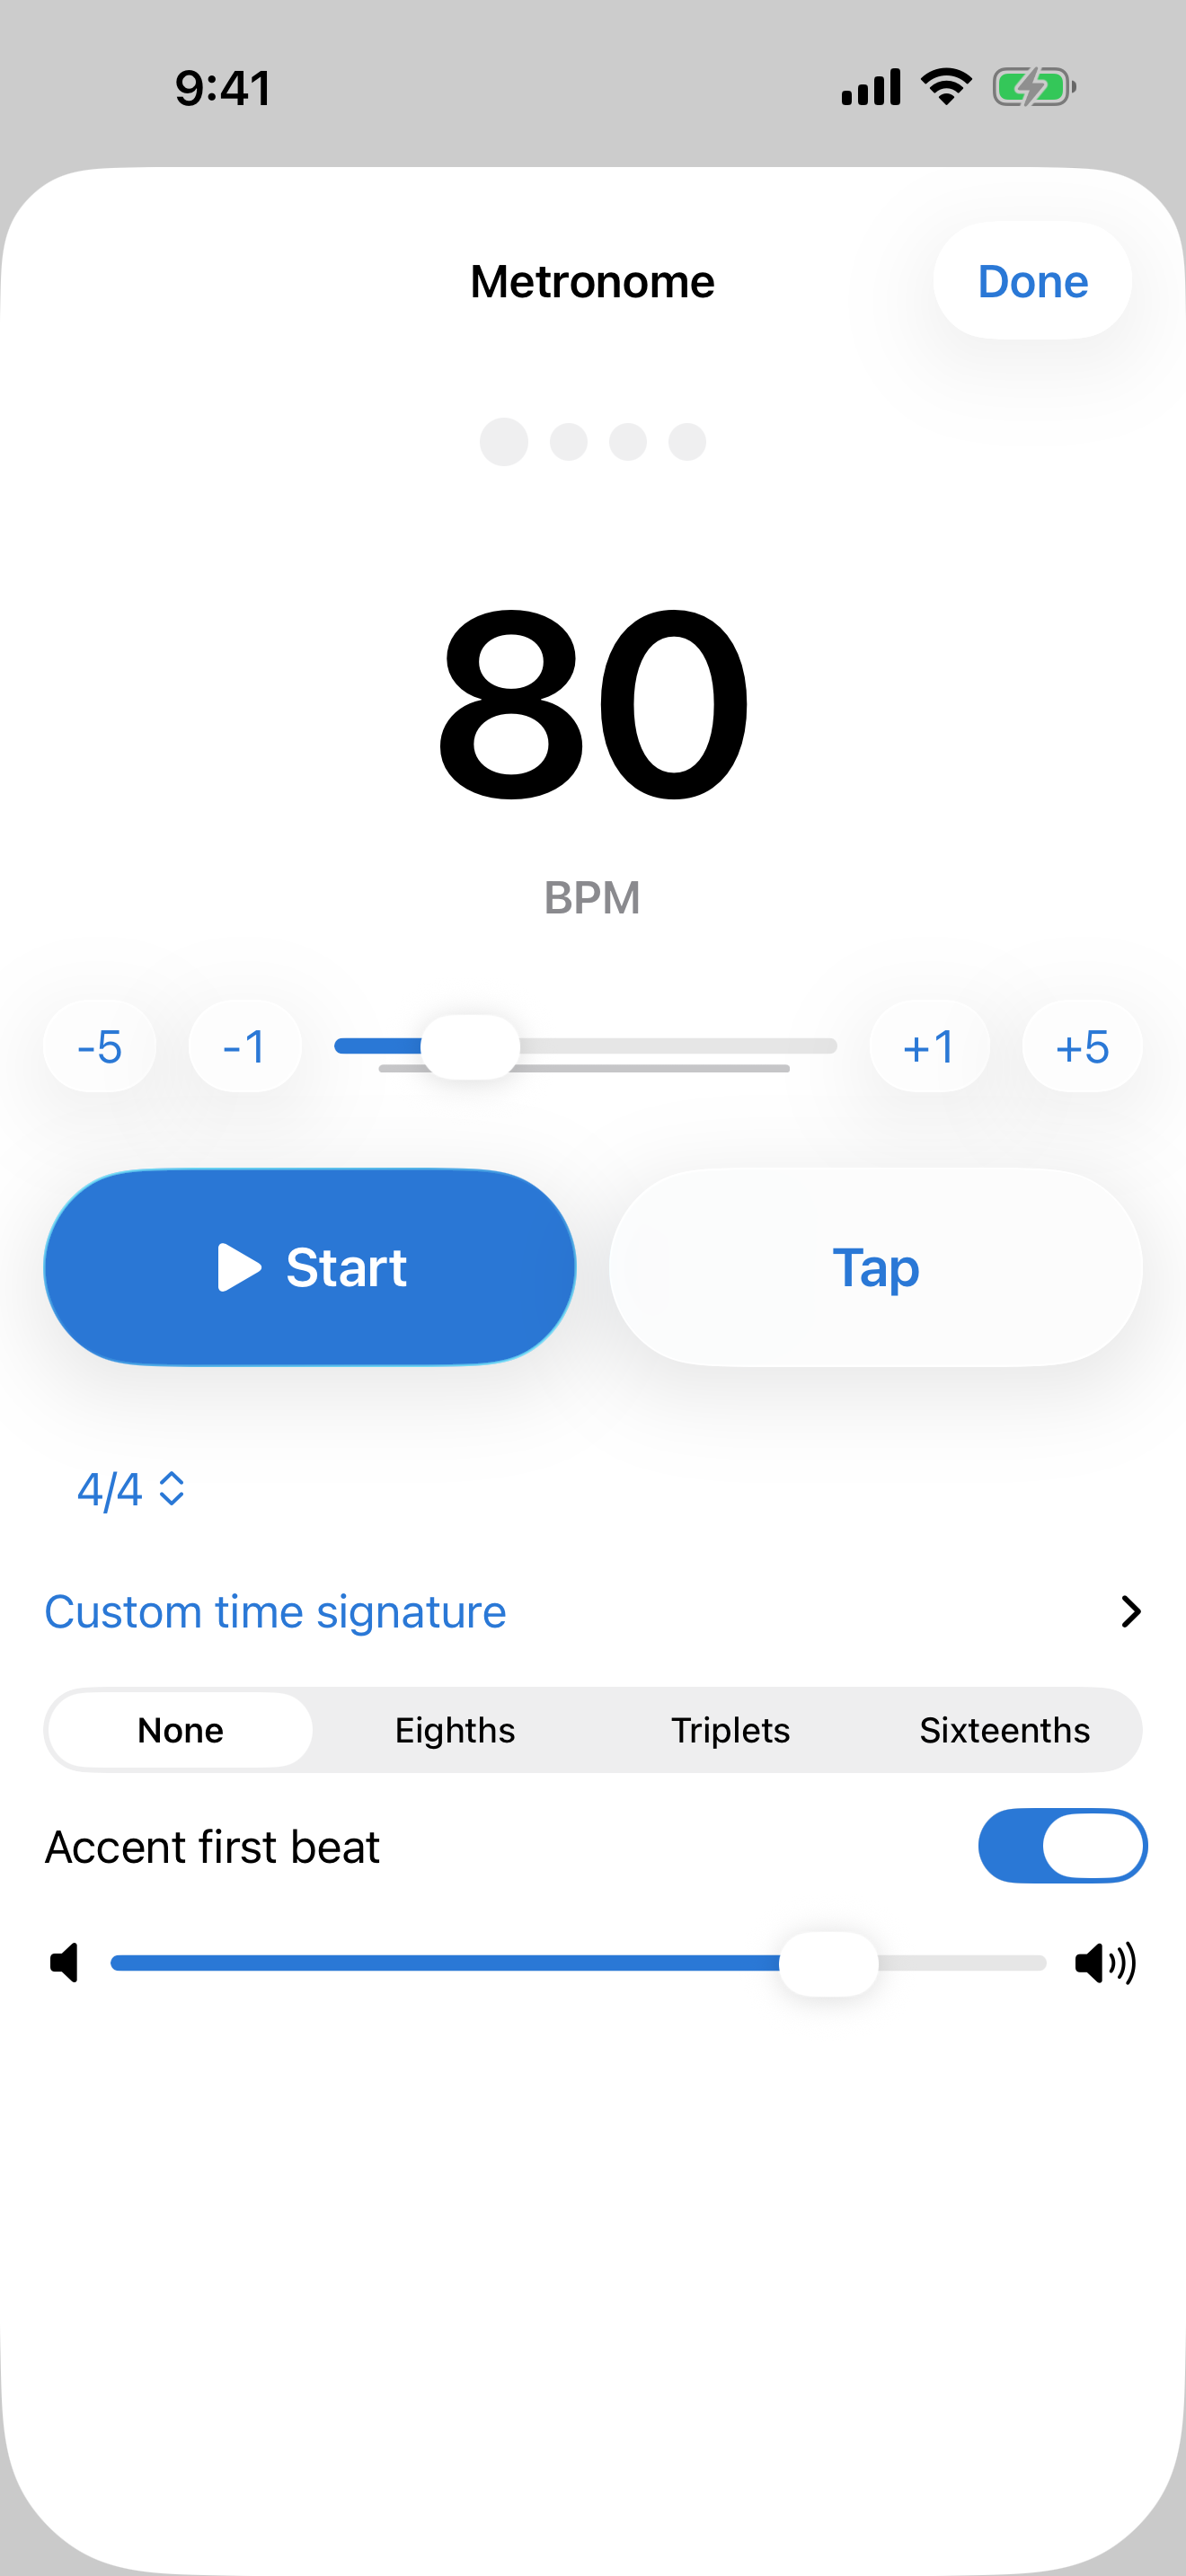 9:41
Metronome
Done
80
BPM
-5
-1
+1
+5
Start
Tap
4/4
Custom time signature
None
Eighths
Triplets
Sixteenths
Accent first beat